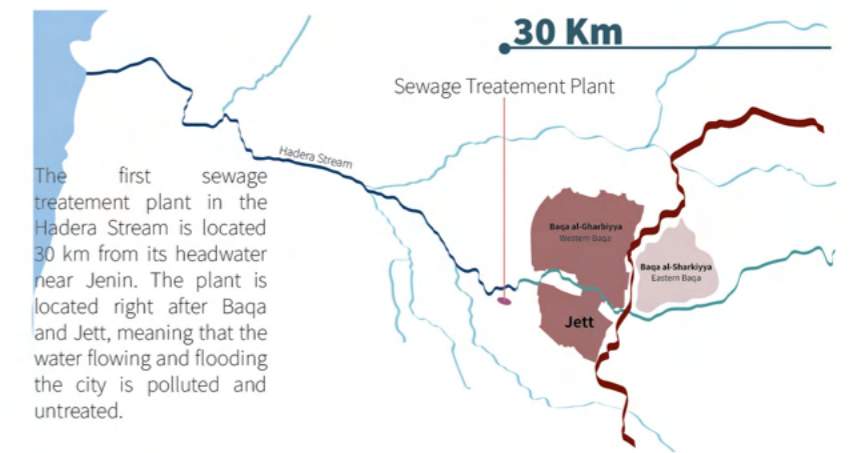 30 Km
Sewage Treatement Plant
Hadera Stream
The first sewage
treatement plant in the
Hadera Stream is located
30 km from its headwater
near Jenin. The plant is
located right after Baqa
and Jett, meaning that the
water flowing and flooding
the city is polluted and
untreated.
Baqa al-Gharbiyya
Western Baqa
Baqa al-Sharkiyya
Eastern Baqa
Jett